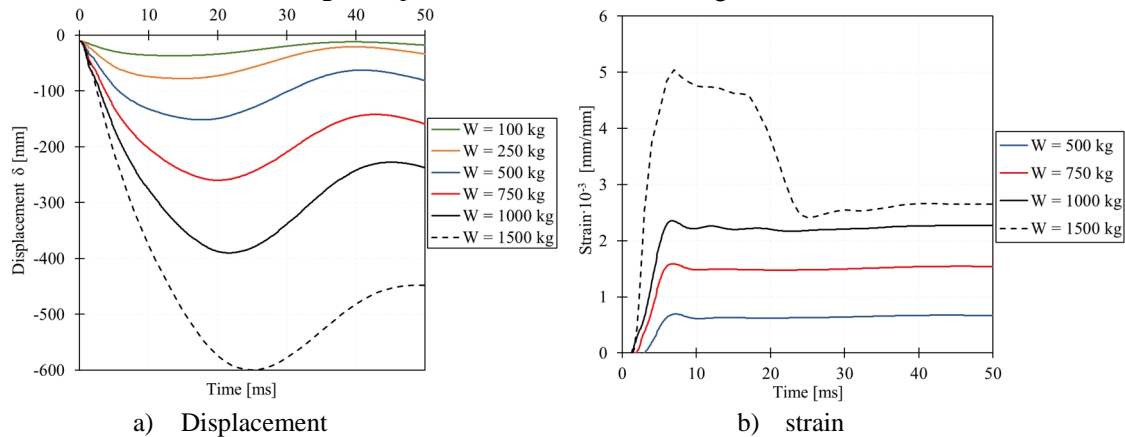 0 10 20 30 40 50
0
-100
-200
-300
-400
-500
-600
Displacement δ [mm]
Time [ms]
W = 100 kg
W = 250 kg
W = 500 kg
W = 750 kg
W = 1000 kg
W = 1500 kg
a) Displacement
6
5
4
3
2
1
0
Strain·10⁻³ [mm/mm]
0 10 20 30 40 50
Time [ms]
W = 500 kg
W = 750 kg
W = 1000 kg
W = 1500 kg
b) strain